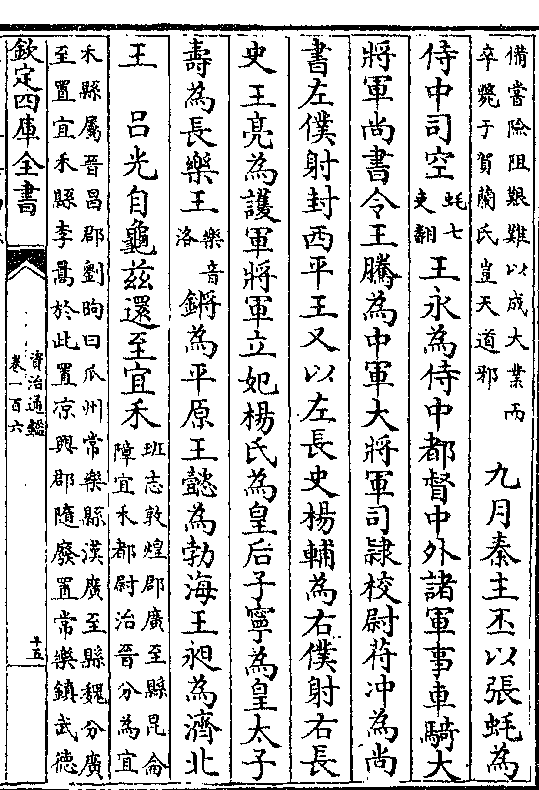 備嘗險阻艱難以成大業而
卒斃于賀蘭氏豈天道邪
九月秦主丕以張蚝為
侍中司空
蚝七
吏翻
王永為侍中都督中外諸軍事車騎大
將軍尚書令王騰為中軍大將軍司隸校尉苻冲為尚
書左僕射封西平王又以左長史楊輔為右僕射右長
史王亮為護軍將軍立妃楊氏為皇后子寧為皇太子
壽為長樂王
樂音
洛
鏘為平原王懿為勃海王昶為濟北
王　呂光自龜兹還至宜禾
班志敦煌郡廣至縣昆侖
障宜禾都尉治晉分為宜
禾縣屬晉昌郡劉昫曰瓜州常樂縣漢廣至縣魏分廣
至置宜禾縣李暠於此置凉興郡隨廢置常樂鎮武德
欽定四庫全書
資治通鑑
卷一百六
十五